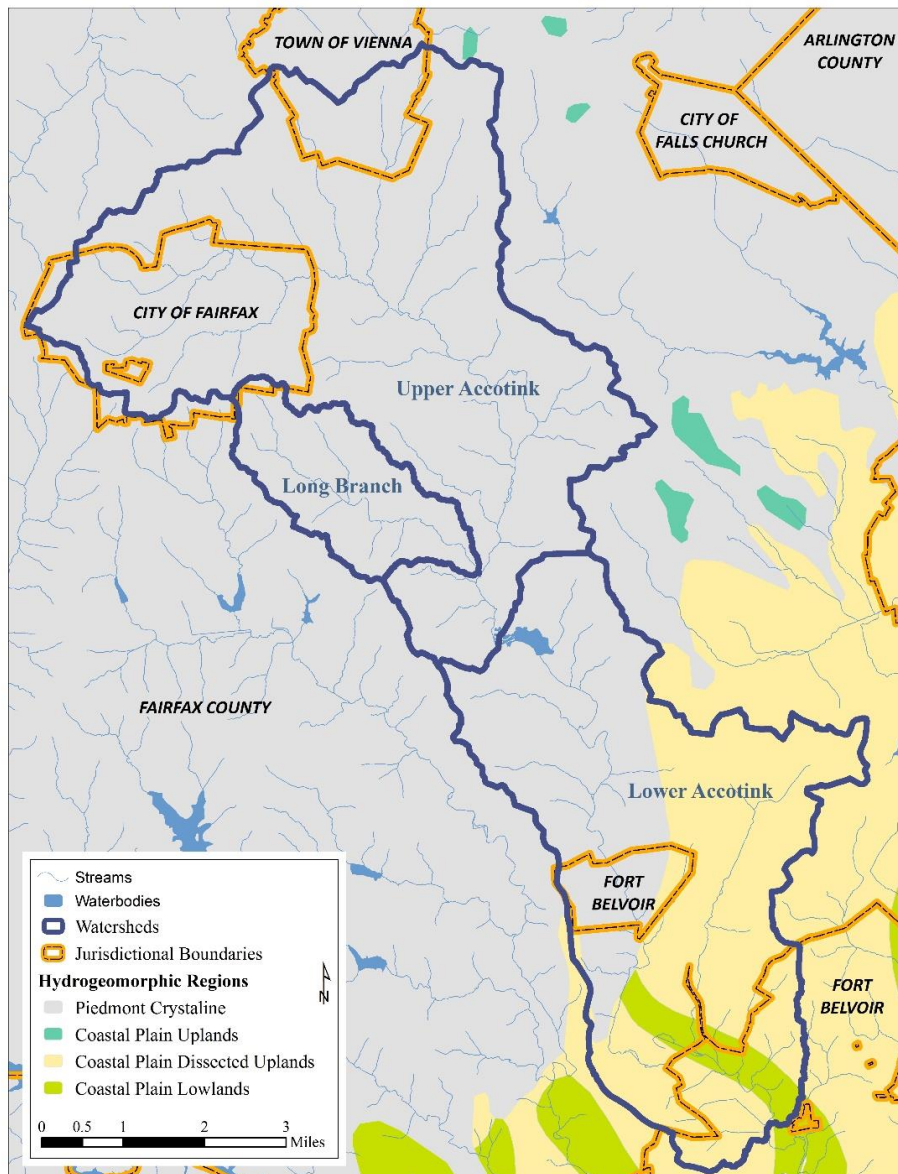 TOWN OF VIENNA
ARLINGTON
COUNTY
CITY OF
FALLS CHURCH
CITY OF FAIRFAX
Upper Accotink
Long Branch
FAIRFAX COUNTY
Lower Accotink
FORT
BELVOIR
FORT
BELVOIR
Streams
Waterbodies
Watersheds
Jurisdictional Boundaries
Hydrogeomorphic Regions
N
Piedmont Crystaline
Coastal Plain Uplands
Coastal Plain Dissected Uplands
Coastal Plain Lowlands
0 0.5 1 2 3
Miles